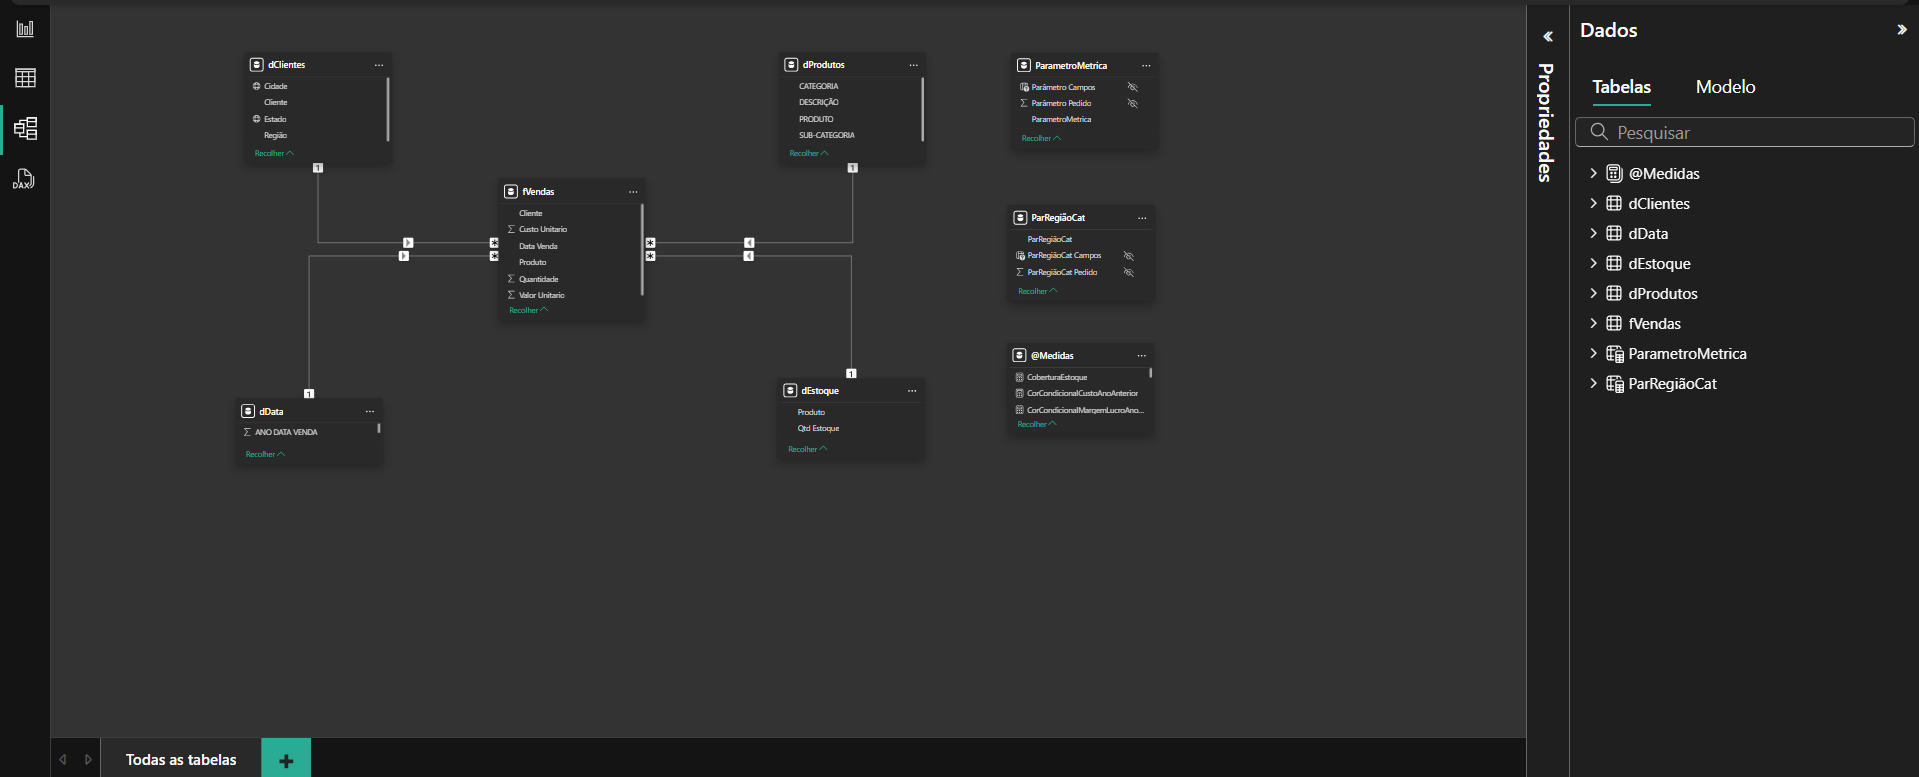 dClientes
Cidade
Cliente
Estado
Região
Recolher
1
dProdutos
CATEGORIA
DESCRIÇÃO
PRODUTO
SUB-CATEGORIA
Recolher
1
ParametroMetrica
Parâmetro Campos
Parâmetro Pedido
ParametroMetrica
Recolher
fVendas
Cliente
Custo Unitario
Data Venda
Produto
Quantidade
Valor Unitario
Recolher
ParRegiãoCat
ParRegiãoCat
ParRegiãoCat Campos
ParRegiãoCat Pedido
Recolher
1
dData
ANO DATA VENDA
Recolher
1
dEstoque
Produto
Qtd Estoque
Recolher
@Medidas
CoberturaEstoque
CorCondicionalCustoAnoAnterior
CorCondicionalMargemLucroAno...
Recolher
DAX
Todas as tabelas
Propriedades
Dados
Tabelas Modelo
Pesquisar
@Medidas
dClientes
dData
dEstoque
dProdutos
fVendas
ParametroMetrica
ParRegiãoCat